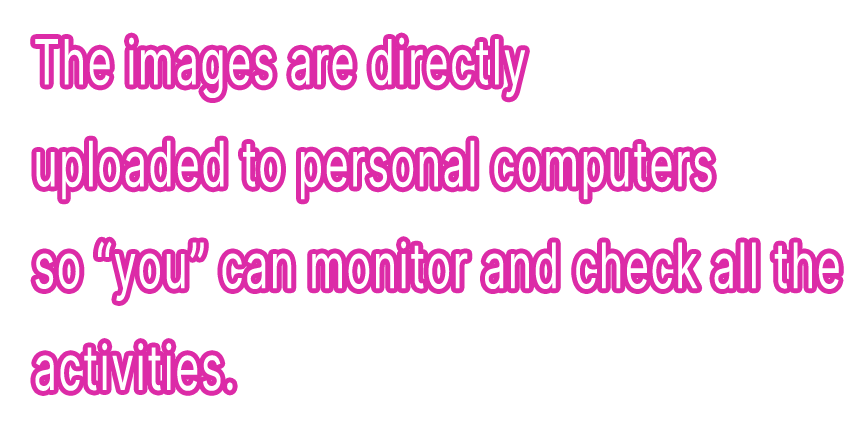 The images are directly
uploaded to personal computers
so “you” can monitor and check all the
activities.